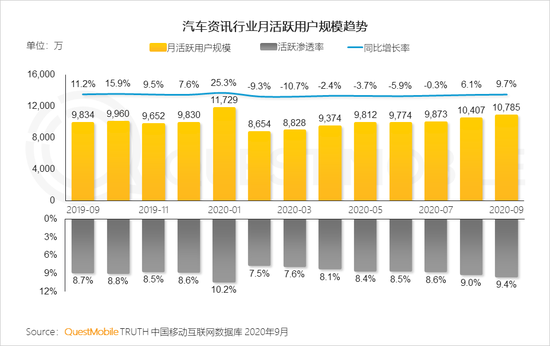 汽车资讯行业月活跃用户规模趋势
单位：万
月活跃用户规模 活跃渗透率 同比增长率
16,000
11.2% 15.9% 9.5% 7.6% 25.3% -9.3% -10.7% -2.4% -3.7% -5.9% -0.3% 6.1% 9.7%
12,000
9,834 9,960 9,652 9,830 11,729 8,654 8,828 9,374 9,812 9,774 9,873 10,407 10,785
8,000
4,000
0
2019-09 2019-11 2020-01 2020-03 2020-05 2020-07 2020-09
0%
3%
6%
9%
12%
8.7% 8.8% 8.5% 8.6% 10.2% 7.5% 7.6% 8.1% 8.4% 8.5% 8.6% 9.0% 9.4%
QUESTMOBILE
Source：QuestMobile TRUTH 中国移动互联网数据库 2020年9月